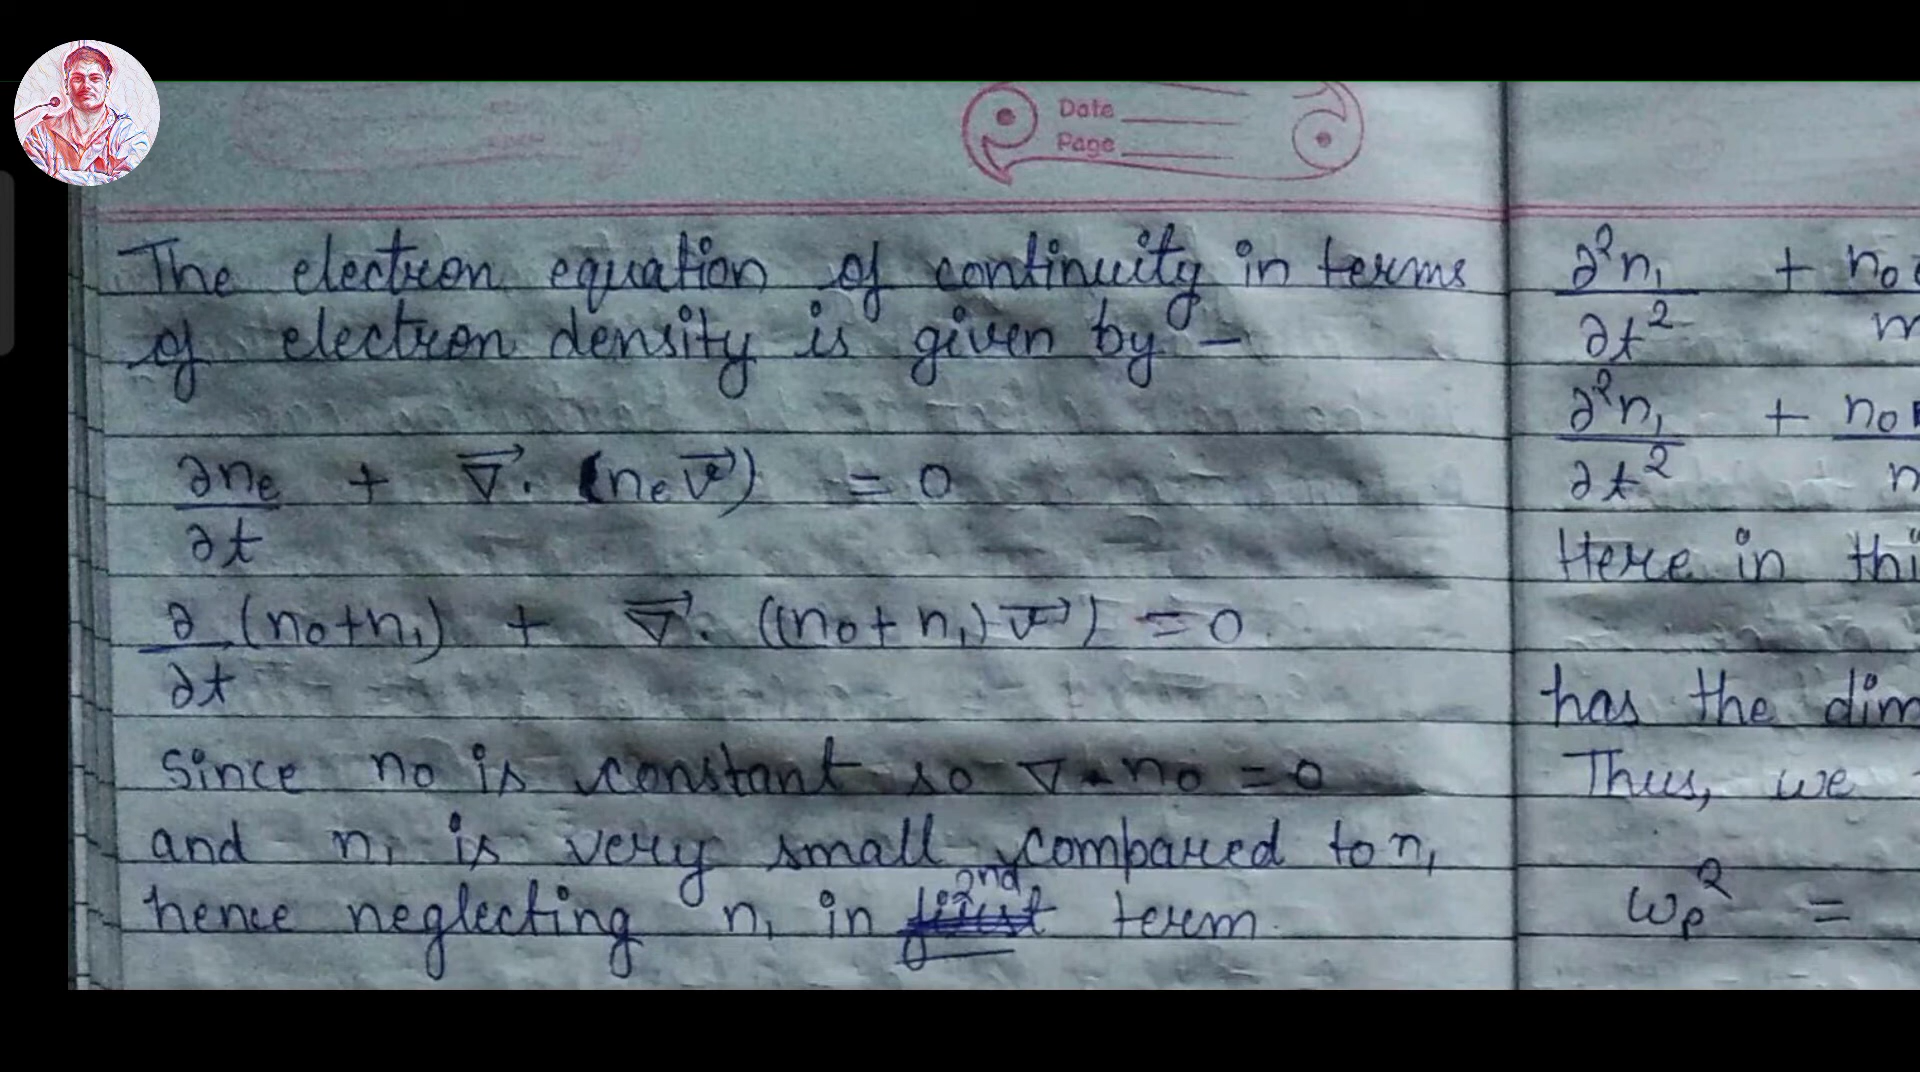 Date
Page
The electron equation of continuity in terms
of electron density is given by –
∂nₑ/∂t + ∇⃗. (nₑv⃗) = 0
∂/∂t (n₀+n₁) + ∇⃗. ((n₀+n₁)v⃗) = 0
Since n₀ is constant so ∇·n₀ = 0
and n₁ is very small compared to n₁
hence neglecting n₁ in 2nd term.
∂²n₁/∂t² + n₀
∂²n₁/∂t² + n₀
Here in thi
has the dim
Thus, we
ωₚ² =